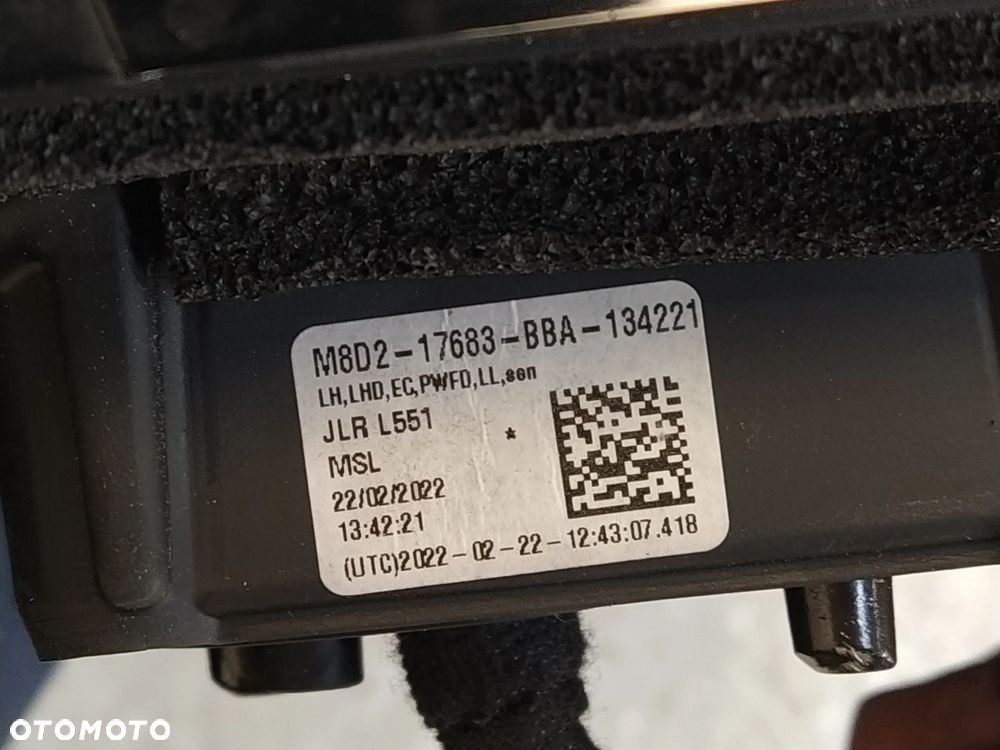 M8D2-17683-BBA-134221
LH,LHD,EC,PWFD,LL,sen
JLR L551
*
MSL
22/02/2022
13:42:21
(UTC)2022-02-22-12:43:07.418
OTOMOTO